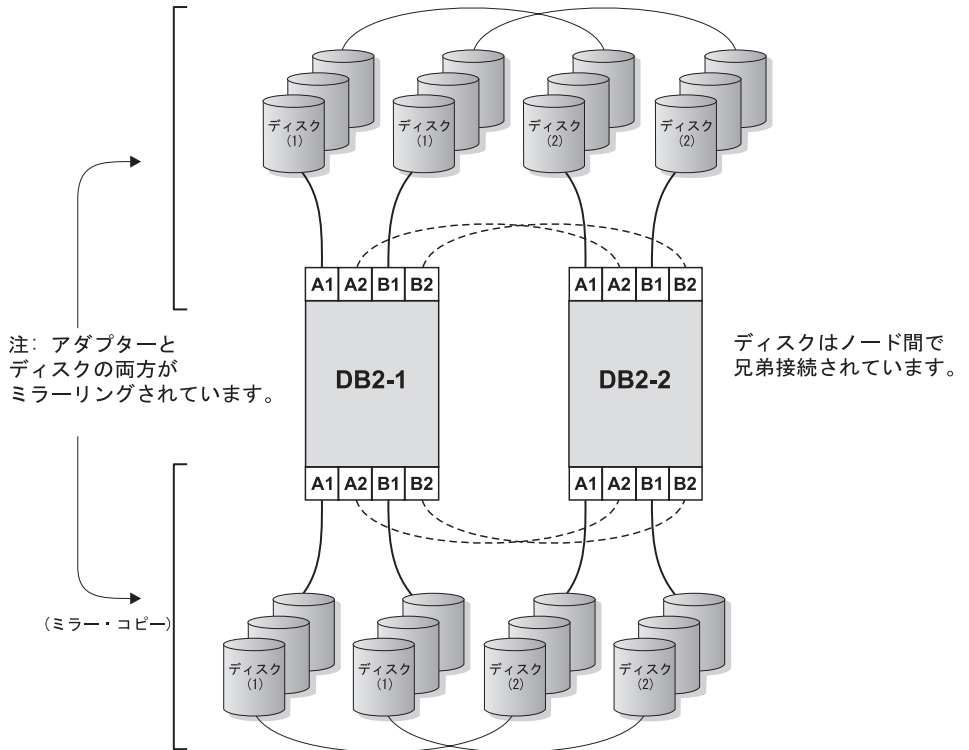 ディスク
(1)
ディスク
(1)
ディスク
(2)
ディスク
(2)
A1 A2 B1 B2
A1 A2 B1 B2
注: アダプターと
ディスクの両方が
ミラーリングされています。
DB2-1
DB2-2
ディスクはノード間で
兄弟接続されています。
A1 A2 B1 B2
A1 A2 B1 B2
(ミラー・コピー)
ディスク
(1)
ディスク
(1)
ディスク
(2)
ディスク
(2)